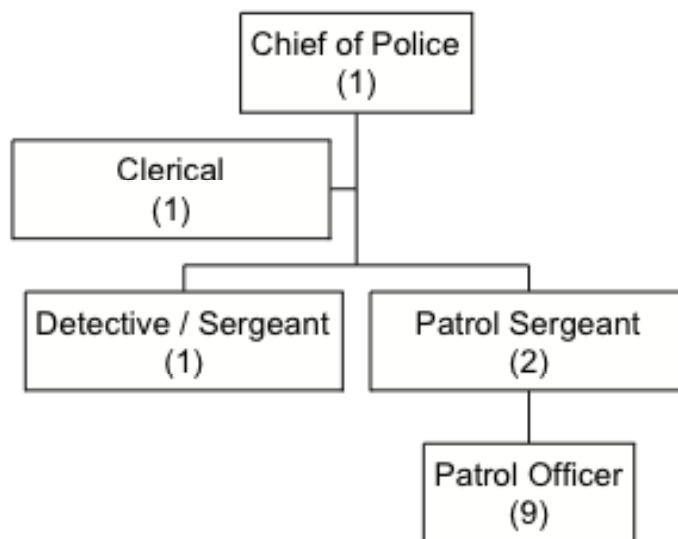 Chief of Police
(1)
Clerical
(1)
Detective / Sergeant
(1)
Patrol Sergeant
(2)
Patrol Officer
(9)